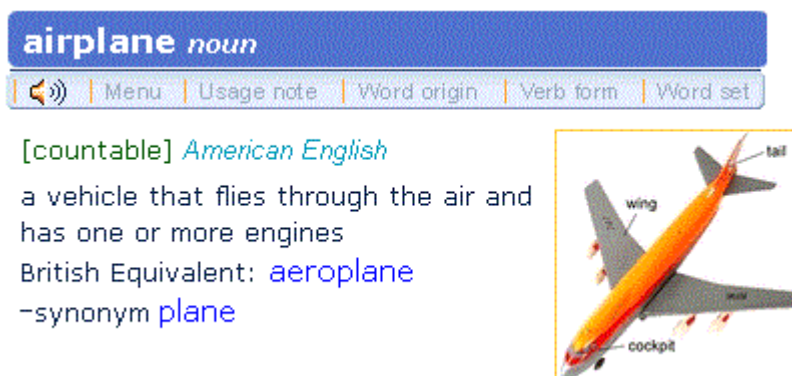 airplane noun
Menu Usage note Word origin Verb form Word set
[countable] American English
a vehicle that flies through the air and
has one or more engines
British Equivalent: aeroplane
–synonym plane
tail
wing
cockpit